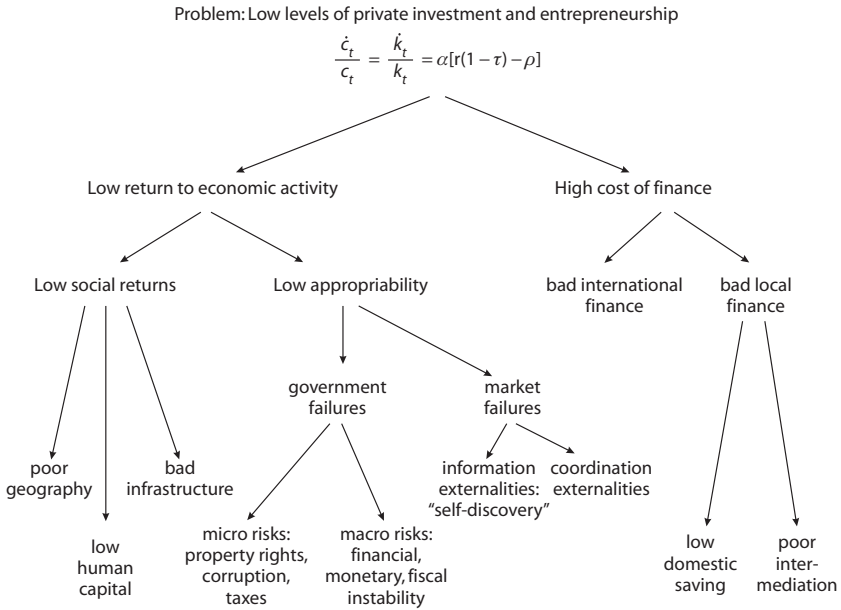 Problem: Low levels of private investment and entrepreneurship
ċₜ/cₜ = k̇ₜ/kₜ = α[r(1 − τ) − ρ]
Low return to economic activity
High cost of finance
Low social returns
Low appropriability
bad international
finance
bad local
finance
government
failures
market
failures
poor
geography
bad
infrastructure
information
externalities:
"self-discovery"
coordination
externalities
low
human
capital
micro risks:
property rights,
corruption,
taxes
macro risks:
financial,
monetary, fiscal
instability
low
domestic
saving
poor
inter-
mediation